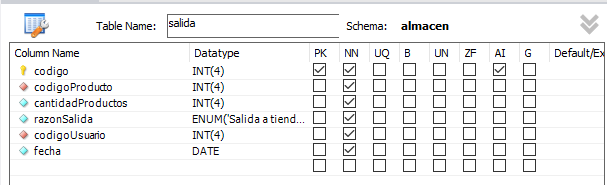 Table Name: salida Schema: almacen
Column Name Datatype PK NN UQ B UN ZF AI G Default/Ex
codigo INT(4)
codigoProducto INT(4)
cantidadProductos INT(4)
razonSalida ENUM('Salida a tiend...
codigoUsuario INT(4)
fecha DATE